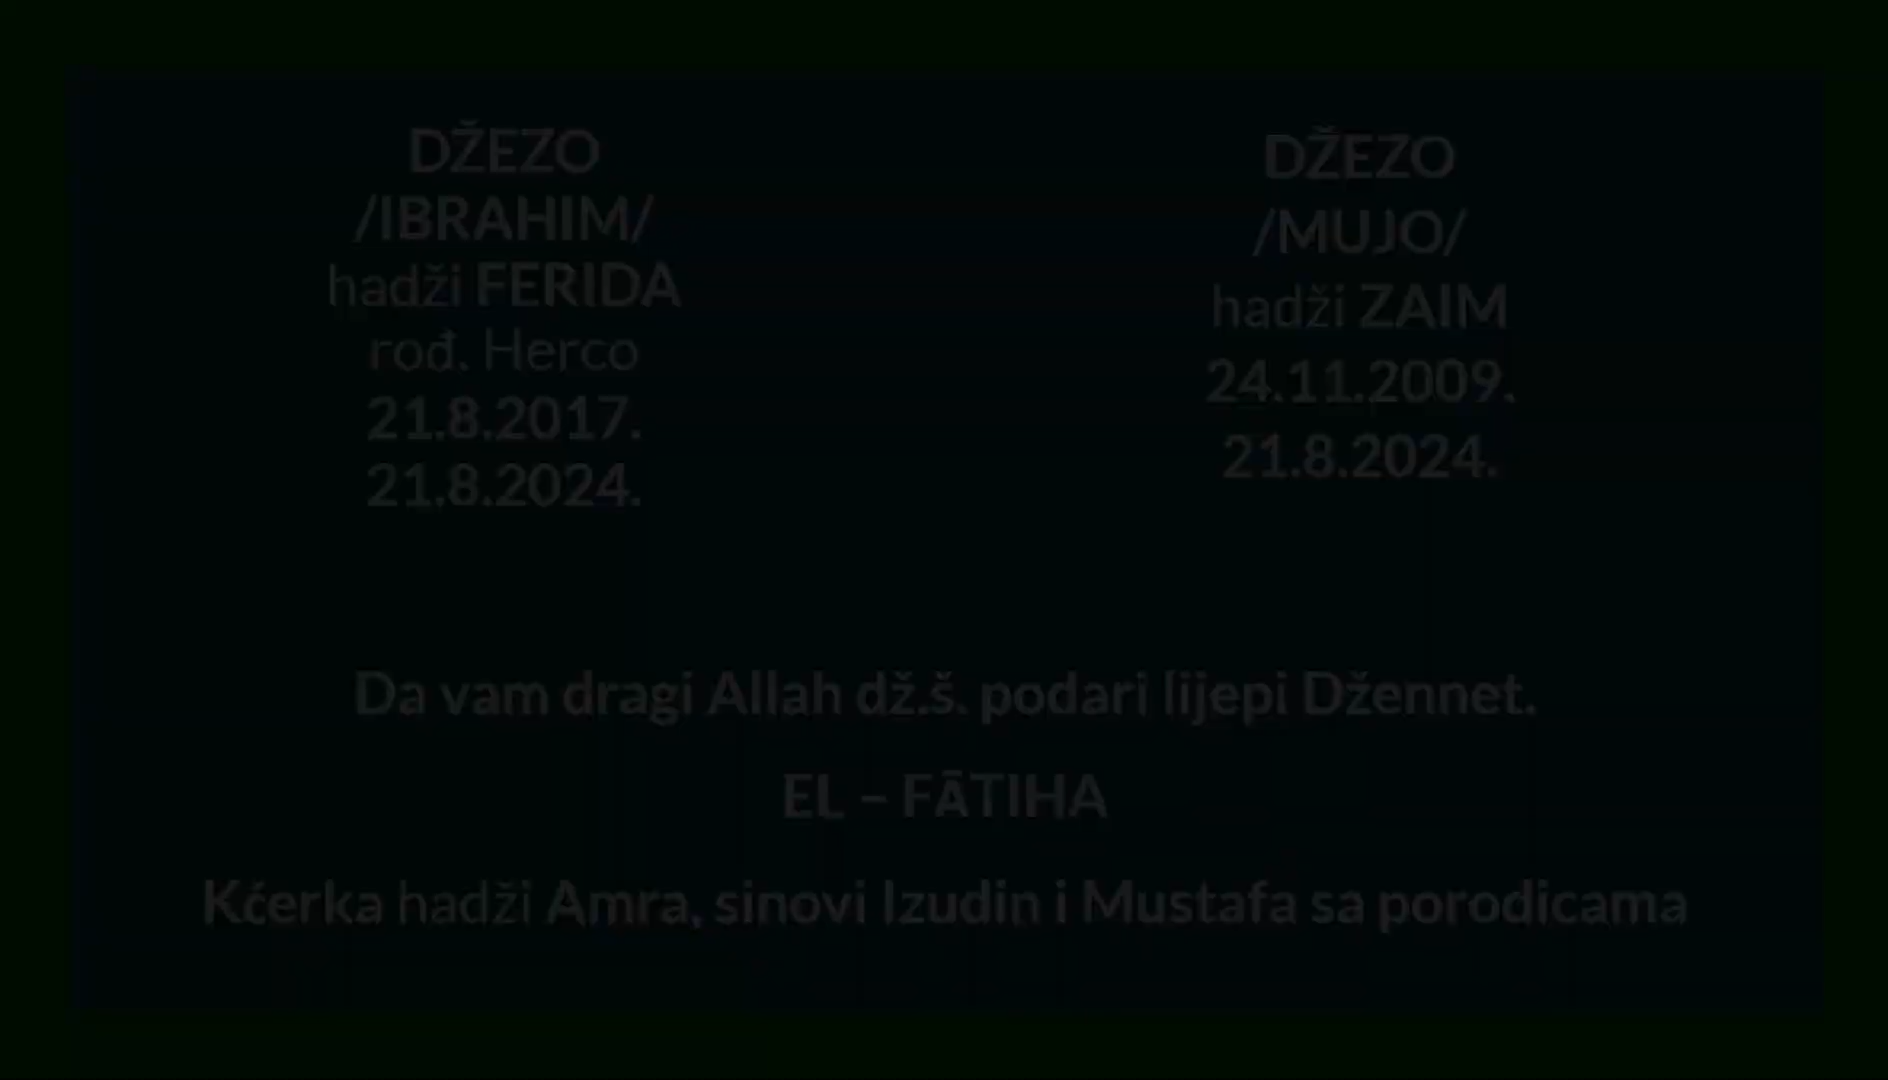 DŽEZO
/IBRAHIM/
hadži FERIDA
rođ. Herco
21.8.2017.
21.8.2024.
DŽEZO
/MUJO/
hadži ZAIM
24.11.2009.
21.8.2024.
Da vam dragi Allah dž.š. podari lijepi Džennet.
EL – FĀTIHA
Kčerka hadži Amra, sinovi Izudin i Mustafa sa porodicama